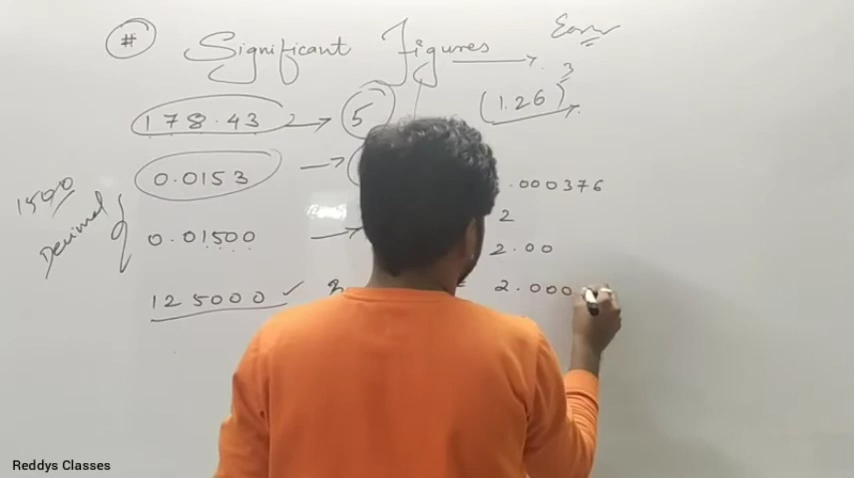 # Significant Figures → Error
178.43 → 5 (1.26)³
0.0153 → .000376
1500 Decimal 2
0.01500 → 2.00
125000 ✓ 2.000
Reddys Classes